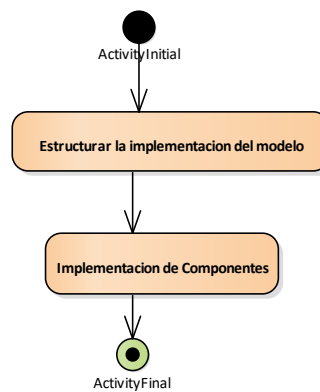 ActivityInitial
Estructurar la implementacion del modelo
Implementacion de Componentes
ActivityFinal